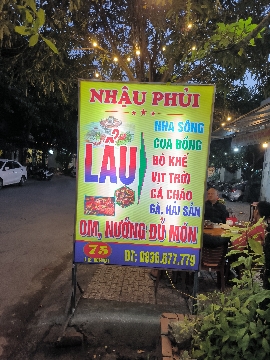 NHẬU PHỦI
LẨU
NHA SÔNG
CUA ĐỒNG
BÒ KHẾ
VỊT TRỜI
CÁ CHÁO
GÀ, HẢI SẢN
OM, NƯỚNG ĐỦ MÓN
75
ĐT: 0836.677.779